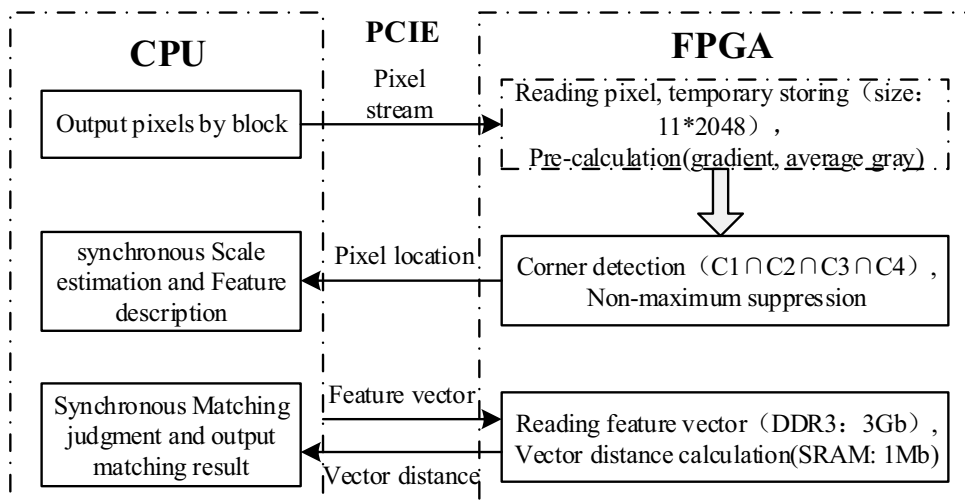 CPU
PCIE
FPGA
Output pixels by block
Pixel
stream
Reading pixel, temporary storing（size：
11*2048），
Pre-calculation(gradient, average gray)
synchronous Scale
estimation and Feature
description
Pixel location
Corner detection（C1∩C2∩C3∩C4）,
Non-maximum suppression
Synchronous Matching
judgment and output
matching result
Feature vector
Vector distance
Reading feature vector（DDR3：3Gb）,
Vector distance calculation(SRAM: 1Mb)